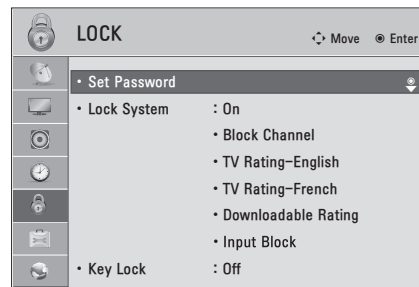 LOCK Move Enter
• Set Password
• Lock System : On
• Block Channel
• TV Rating-English
• TV Rating-French
• Downloadable Rating
• Input Block
• Key Lock : Off